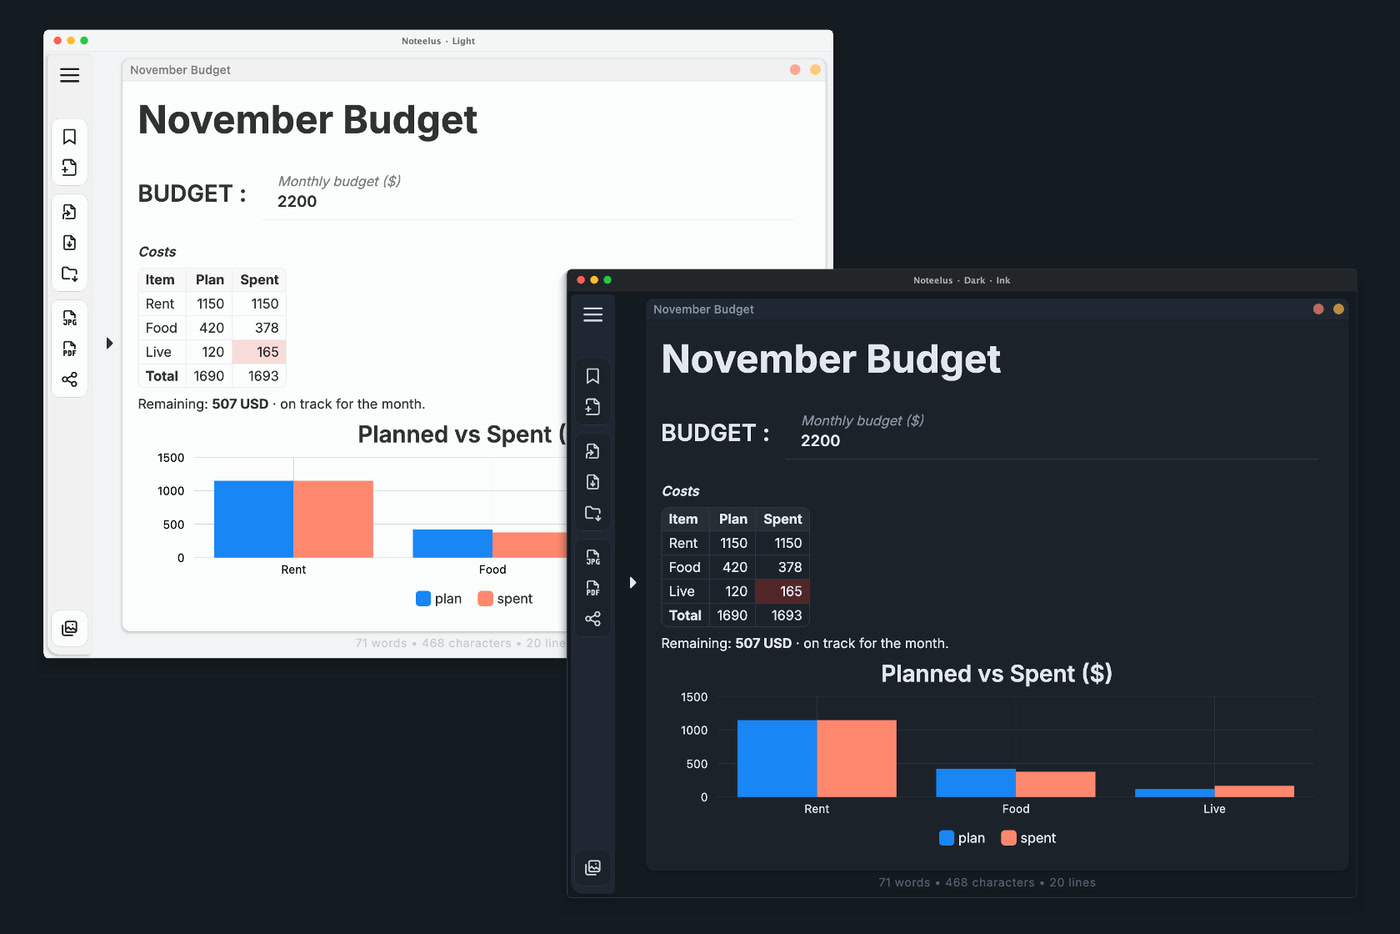 Noteelus · Light
November Budget
November Budget
BUDGET :
Monthly budget ($)
2200
Costs
Item Plan Spent
Rent 1150 1150
Food 420 378
Live 120 165
Total 1690 1693
Remaining: 507 USD · on track for the month.
Planned vs Spent (
1500
1000
500
0
Rent Food
plan spent
71 words • 468 characters • 20 line
JPG
PDF
Noteelus · Dark · Ink
November Budget
November Budget
BUDGET :
Monthly budget ($)
2200
Costs
Item Plan Spent
Rent 1150 1150
Food 420 378
Live 120 165
Total 1690 1693
Remaining: 507 USD · on track for the month.
Planned vs Spent ($)
1500
1000
500
0
Rent Food Live
plan spent
71 words • 468 characters • 20 lines
JPG
PDF